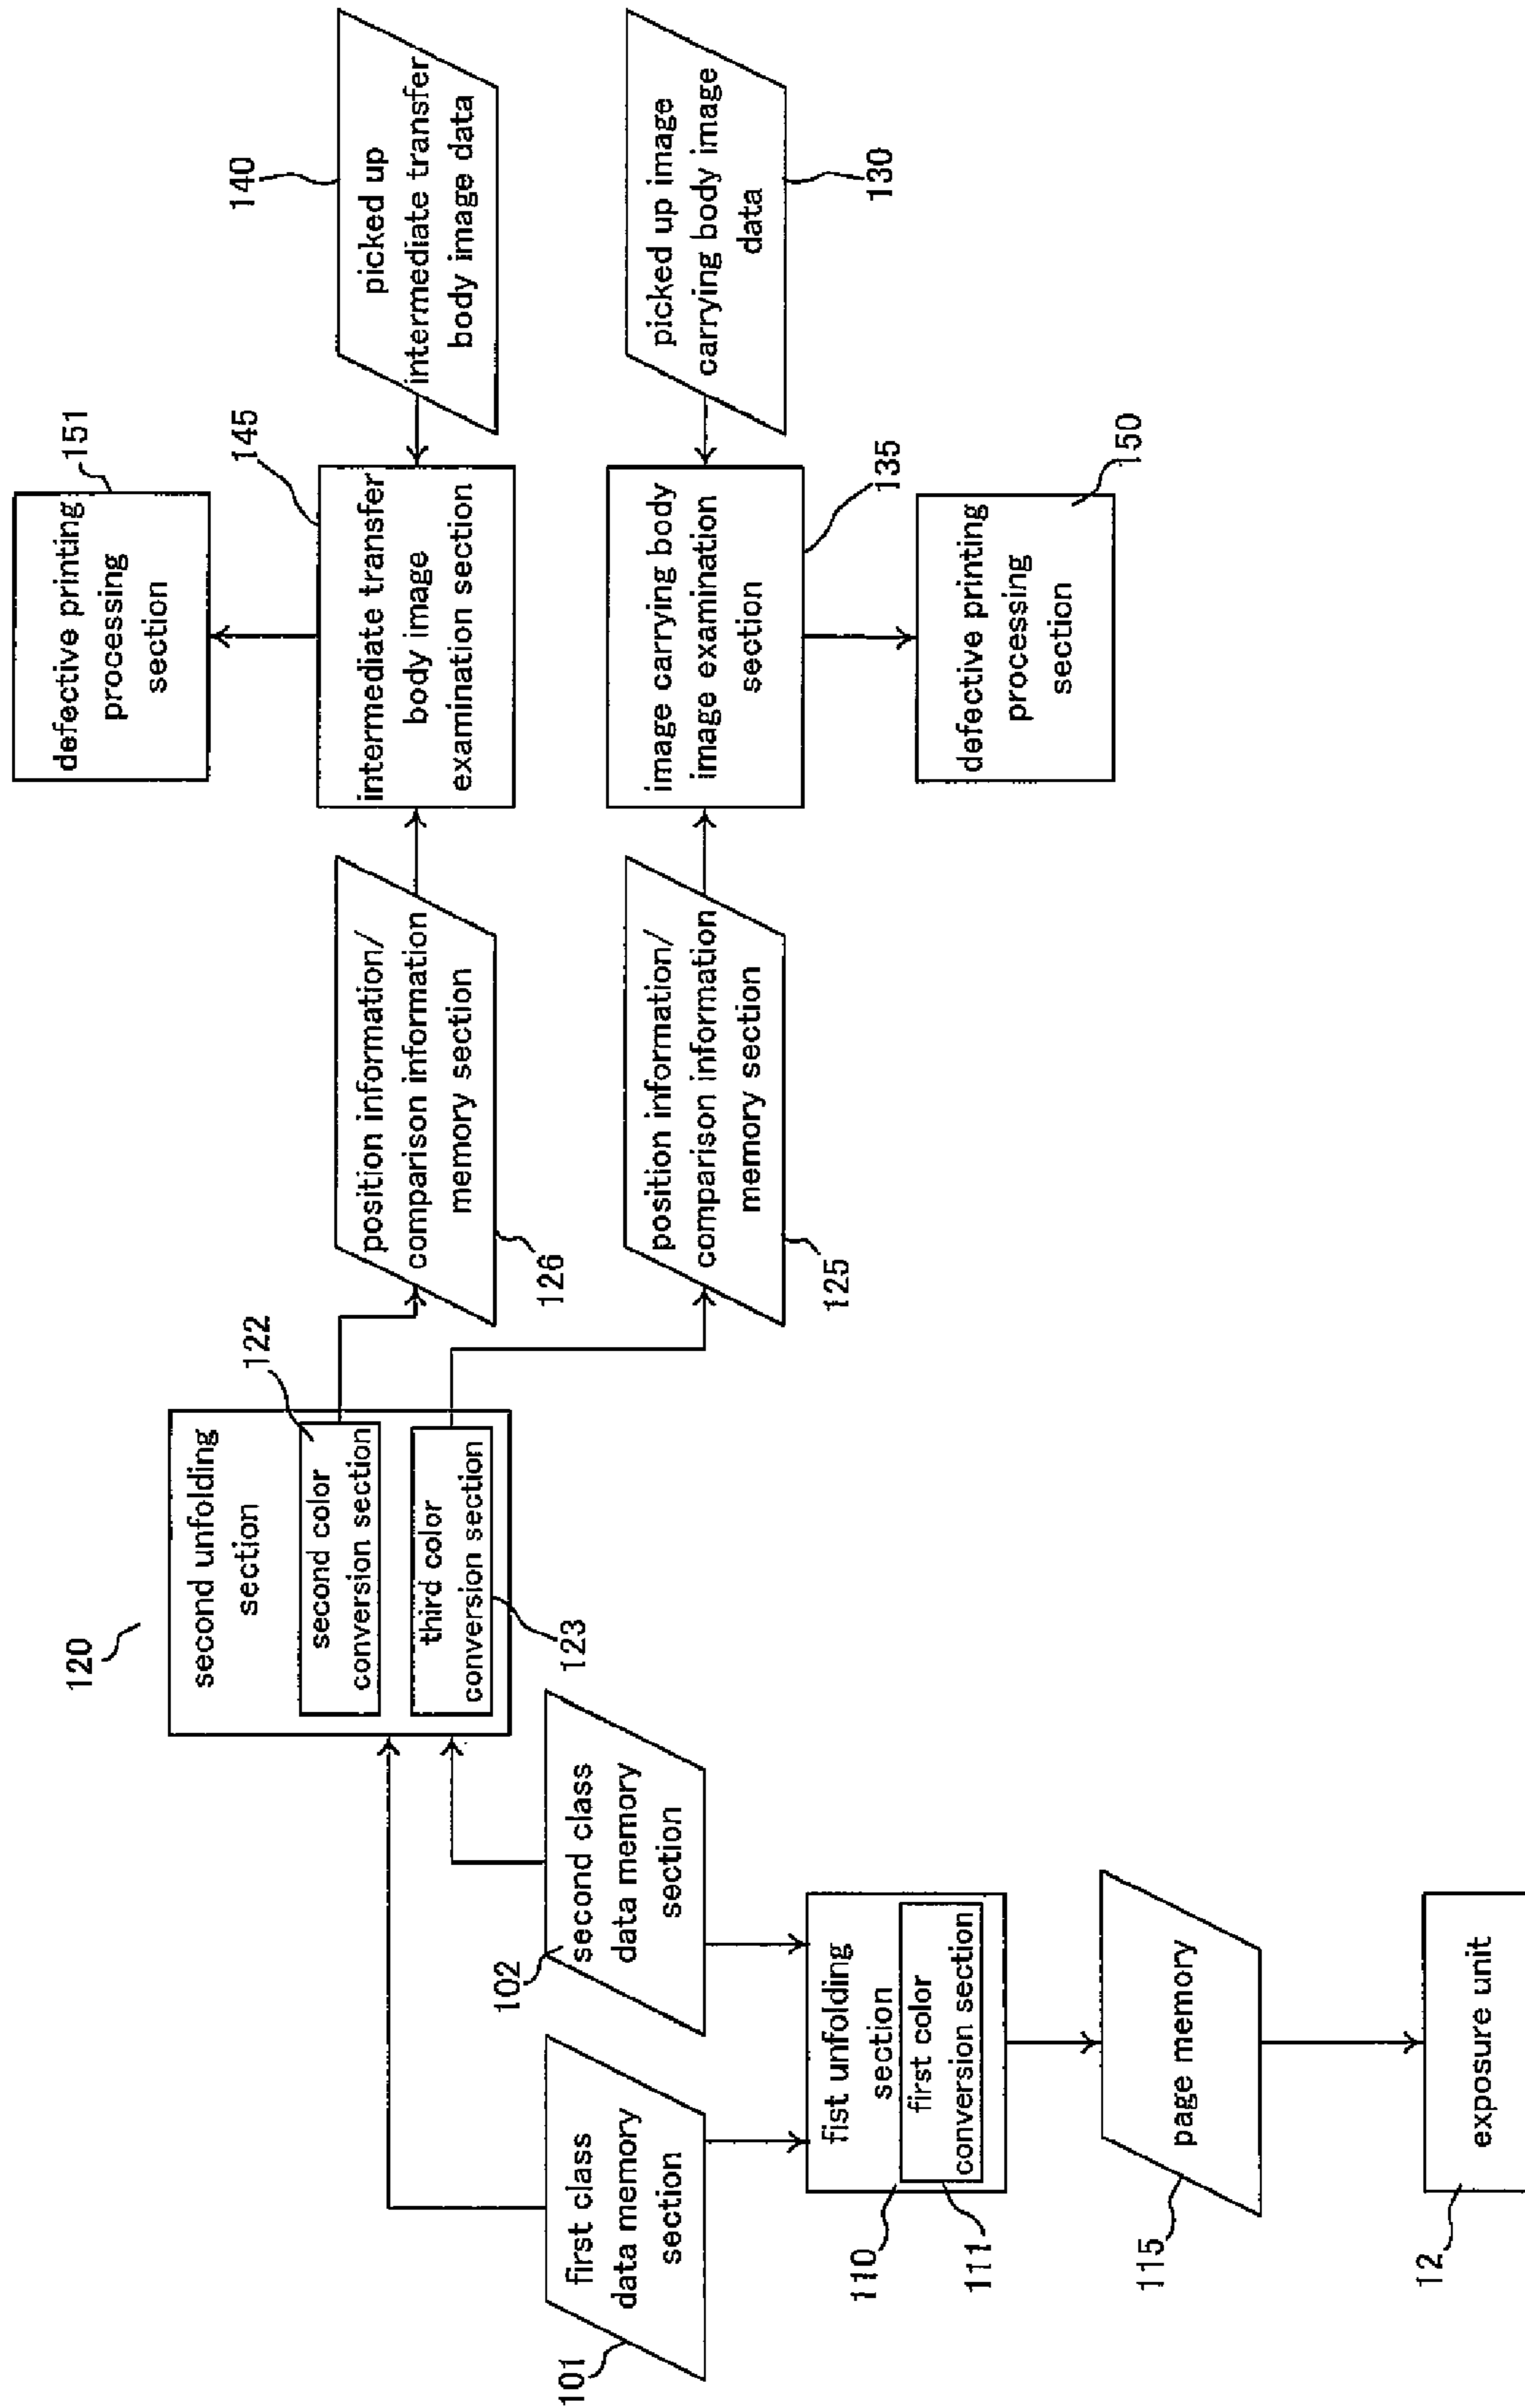 120
second unfolding
section
122
second color
conversion section
third color
conversion section
123
151
defective printing
processing
section
145
intermediate transfer
body image
examination section
140
picked up
intermediate transfer
body image data
position information/
comparison information
memory section
126
position information/
comparison information
memory section
125
image carrying body
image examination
section
135
picked up image
carrying body image
data
130
defective printing
processing
section
150
101
first class
data memory
section
102
second class
data memory
section
110
fist unfolding
section
111
first color
conversion section
115
page memory
12
exposure unit